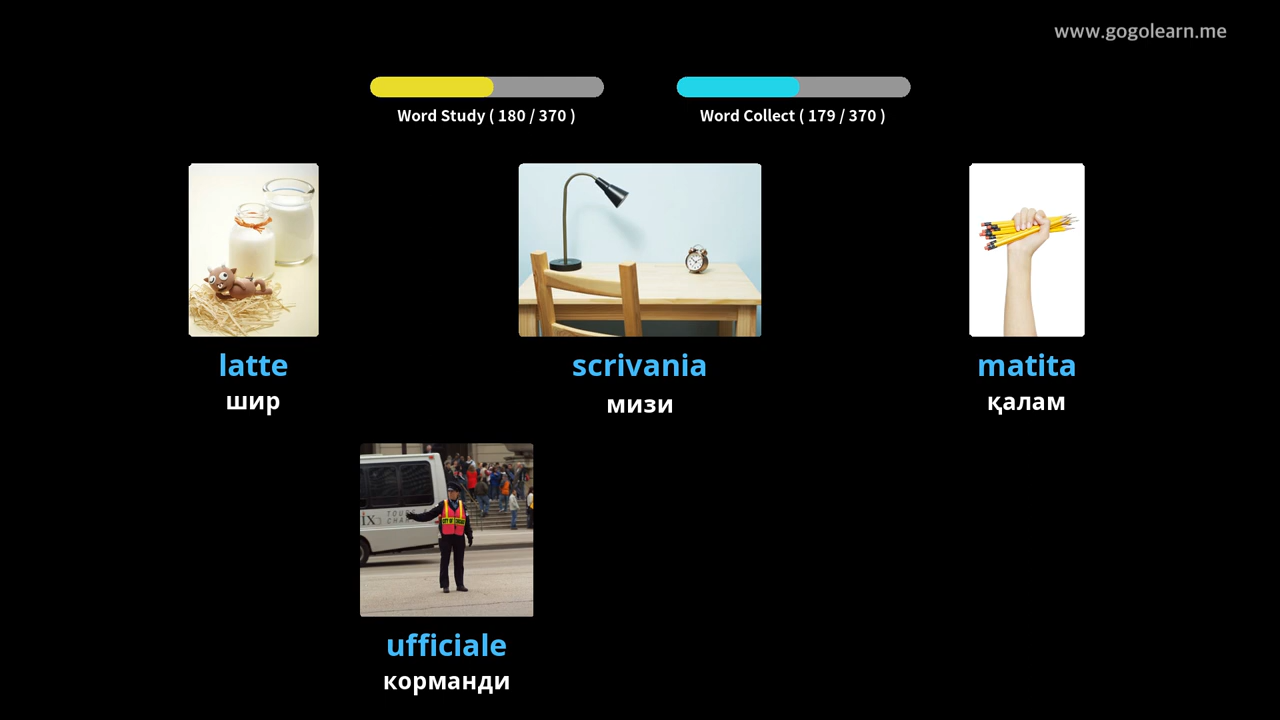 www.gogolearn.me
Word Study ( 180 / 370 )
Word Collect ( 179 / 370 )
latte
шир
scrivania
мизи
matita
қалам
ufficiale
корманди